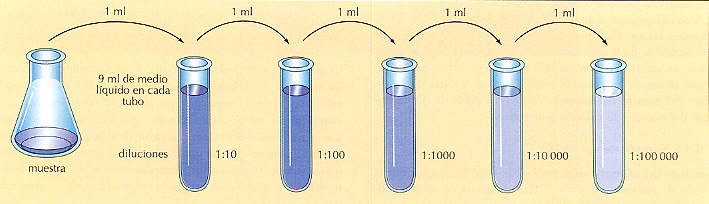 1 ml
1 ml
1 ml
1 ml
1 ml
9 ml de medio
líquido en cada
tubo
muestra
diluciones
1:10
1:100
1:1000
1:10 000
1:100 000